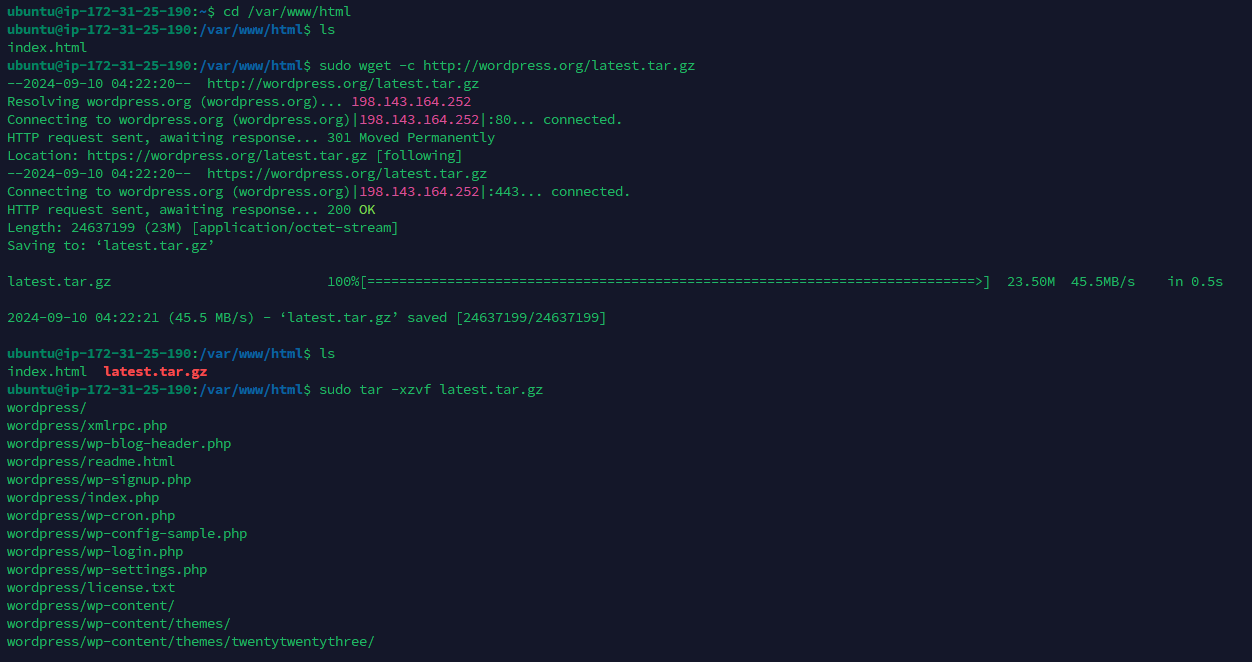 ubuntu@ip-172-31-25-190:~$ cd /var/www/html
ubuntu@ip-172-31-25-190:/var/www/html$ ls
index.html
ubuntu@ip-172-31-25-190:/var/www/html$ sudo wget -c http://wordpress.org/latest.tar.gz
--2024-09-10 04:22:20--  http://wordpress.org/latest.tar.gz
Resolving wordpress.org (wordpress.org)... 198.143.164.252
Connecting to wordpress.org (wordpress.org)|198.143.164.252|:80... connected.
HTTP request sent, awaiting response... 301 Moved Permanently
Location: https://wordpress.org/latest.tar.gz [following]
--2024-09-10 04:22:20--  https://wordpress.org/latest.tar.gz
Connecting to wordpress.org (wordpress.org)|198.143.164.252|:443... connected.
HTTP request sent, awaiting response... 200 OK
Length: 24637199 (23M) [application/octet-stream]
Saving to: ‘latest.tar.gz’
latest.tar.gz                           100%[============================================================================>]  23.50M  45.5MB/s    in 0.5s
2024-09-10 04:22:21 (45.5 MB/s) - ‘latest.tar.gz’ saved [24637199/24637199]
ubuntu@ip-172-31-25-190:/var/www/html$ ls
index.html  latest.tar.gz
ubuntu@ip-172-31-25-190:/var/www/html$ sudo tar -xzvf latest.tar.gz
wordpress/
wordpress/xmlrpc.php
wordpress/wp-blog-header.php
wordpress/readme.html
wordpress/wp-signup.php
wordpress/index.php
wordpress/wp-cron.php
wordpress/wp-config-sample.php
wordpress/wp-login.php
wordpress/wp-settings.php
wordpress/license.txt
wordpress/wp-content/
wordpress/wp-content/themes/
wordpress/wp-content/themes/twentytwentythree/